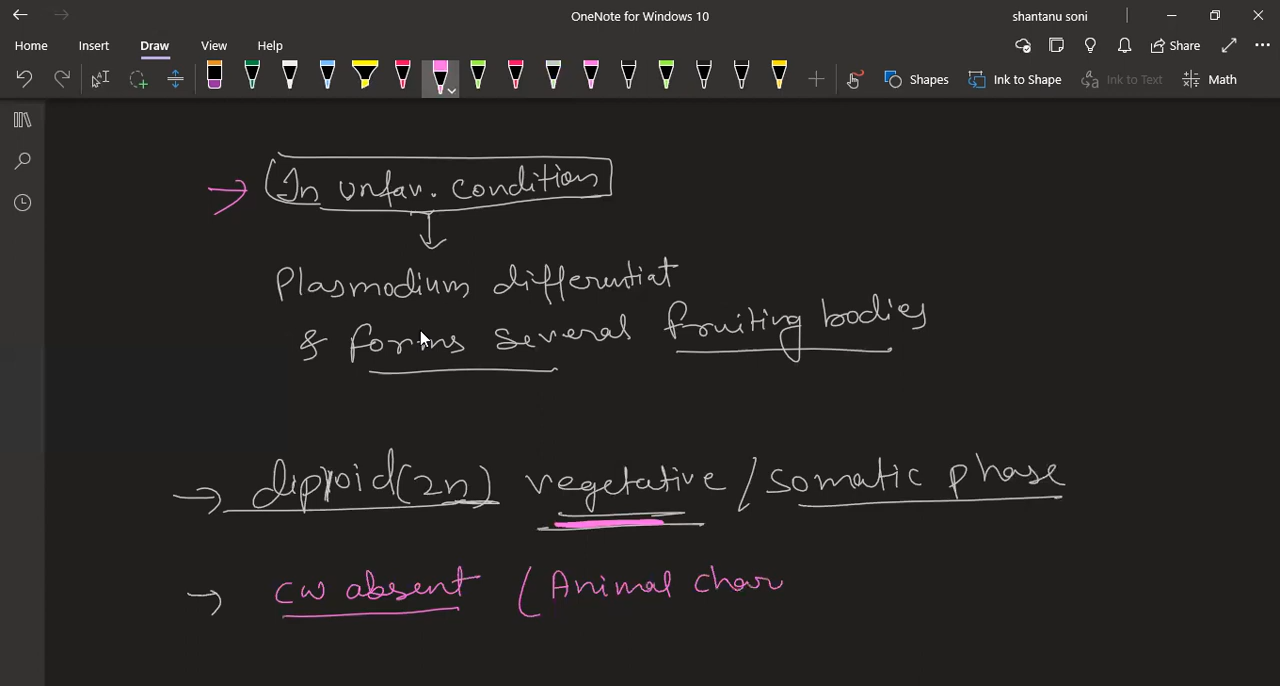 OneNote for Windows 10
shantanu soni
Home Insert Draw View Help
Share
Shapes Ink to Shape Ink to Text Math
In unfav. condition
Plasmodium differentiat
& forms several fruiting bodies
diploid (2n) vegetative / somatic phase
cw absent (Animal char